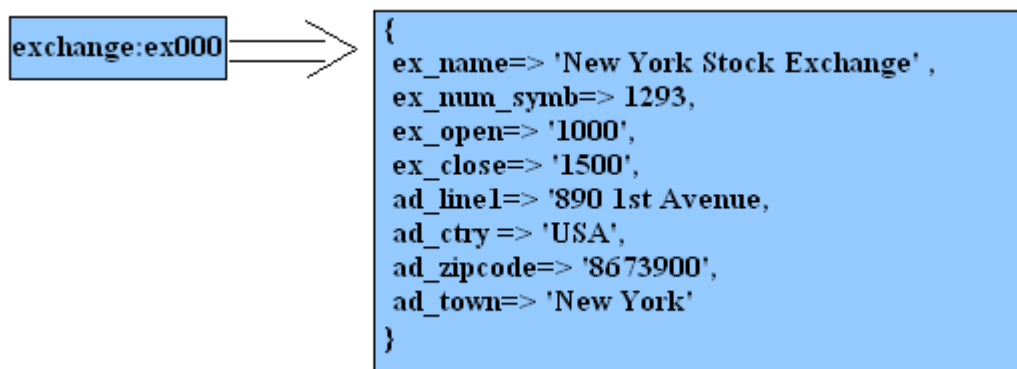 exchange:ex000
{
ex_name=> 'New York Stock Exchange' ,
ex_num_symb=> 1293,
ex_open=> '1000',
ex_close=> '1500',
ad_line1=> '890 1st Avenue,
ad_ctry => 'USA',
ad_zipcode=> '8673900',
ad_town=> 'New York'
}